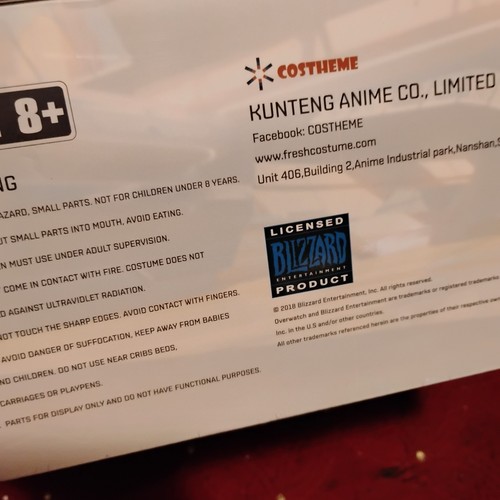 8+
COSTHEME
KUNTENG ANIME CO., LIMITED
Facebook: COSTHEME
www.freshcostume.com
Unit 406,Building 2,Anime Industrial park,Nanshan,S
NG
AZARD, SMALL PARTS. NOT FOR CHILDREN UNDER 8 YEARS.
UT SMALL PARTS INTO MOUTH, AVOID EATING.
EN MUST USE UNDER ADULT SUPERVISION.
COME IN CONTACT WITH FIRE. COSTUME DOES NOT
D AGAINST ULTRAVIOLET RADIATION.
NOT TOUCH THE SHARP EDGES. AVOID CONTACT WITH FINGERS.
AVOID DANGER OF SUFFOCATION, KEEP AWAY FROM BABIES
ND CHILDREN. DO NOT USE NEAR CRIBS BEDS,
CARRIAGES OR PLAYPENS.
PARTS FOR DISPLAY ONLY AND DO NOT HAVE FUNCTIONAL PURPOSES.
LICENSED
BLIZZARD
ENTERTAINMENT
PRODUCT
© 2018 Blizzard Entertainment, Inc. All rights reserved.
Overwatch and Blizzard Entertainment are trademarks or registered trademar
Inc. in the U.S and/or other countries.
All other trademarks referenced herein are the properties of their respective ow